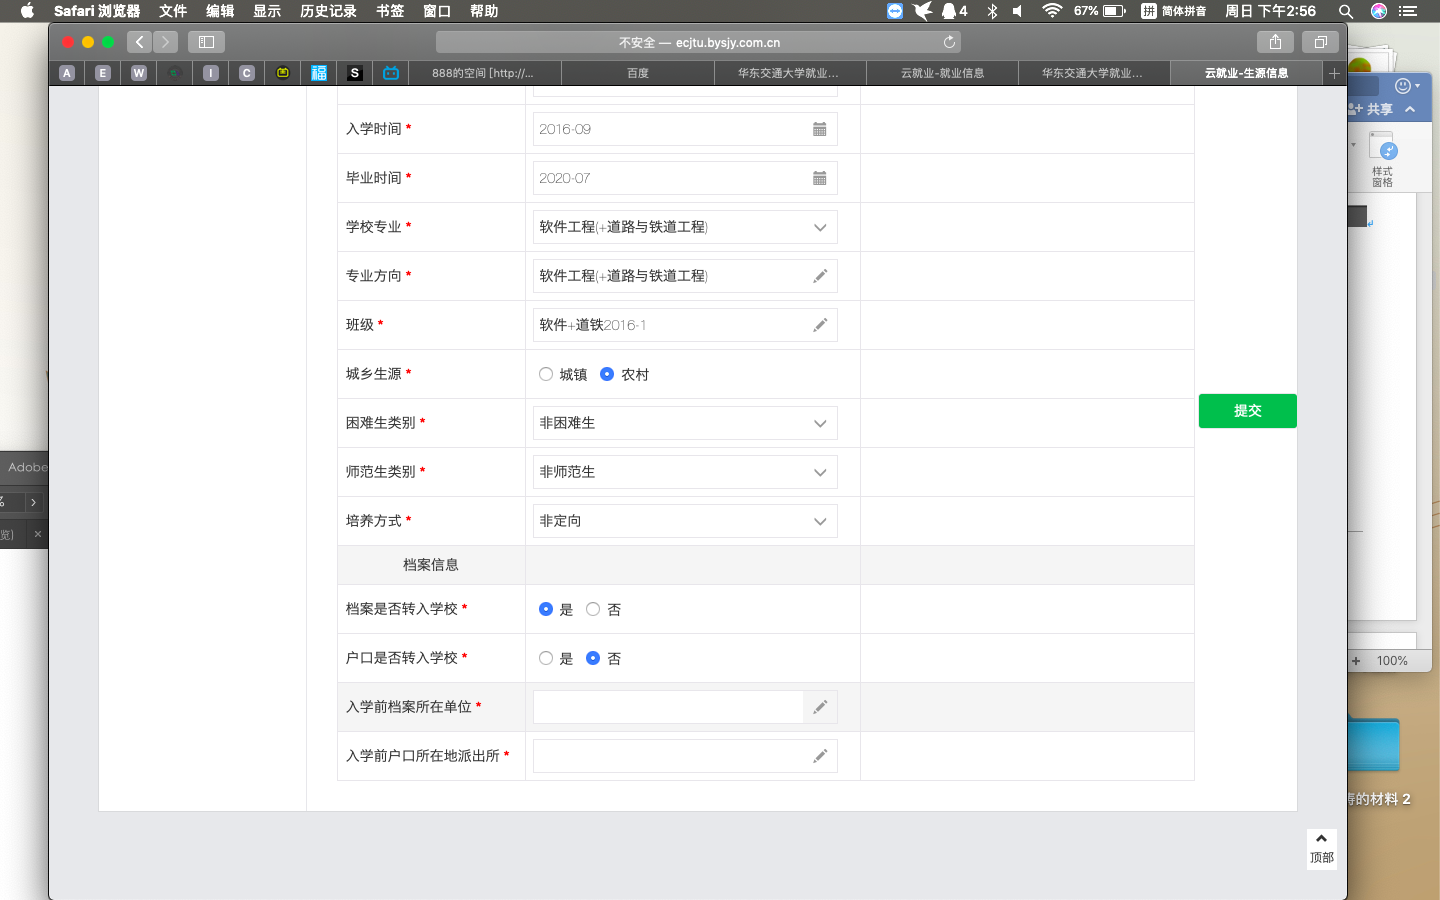 Safari 浏览器 文件 编辑 显示 历史记录 书签 窗口 帮助 4 67% 拼 简体拼音 周日 下午2:56
不安全 — ecjtu.bysjy.com.cn
A E W I C 福 S 888的空间 [http://... 百度 华东交通大学就业... 云就业-就业信息 华东交通大学就业... 云就业-生源信息
共享
入学时间 * 2016-09
样式
窗格
毕业时间 * 2020-07
学校专业 * 软件工程(+道路与铁道工程)
专业方向 * 软件工程(+道路与铁道工程)
班级 * 软件+道铁2016-1
城乡生源 * 城镇 农村
提交
困难生类别 * 非困难生
Adobe
师范生类别 * 非师范生
%
培养方式 * 非定向
览)
档案信息
档案是否转入学校 * 是 否
户口是否转入学校 * 是 否
100%
入学前档案所在单位 *
入学前户口所在地派出所 *
的材料 2
顶部